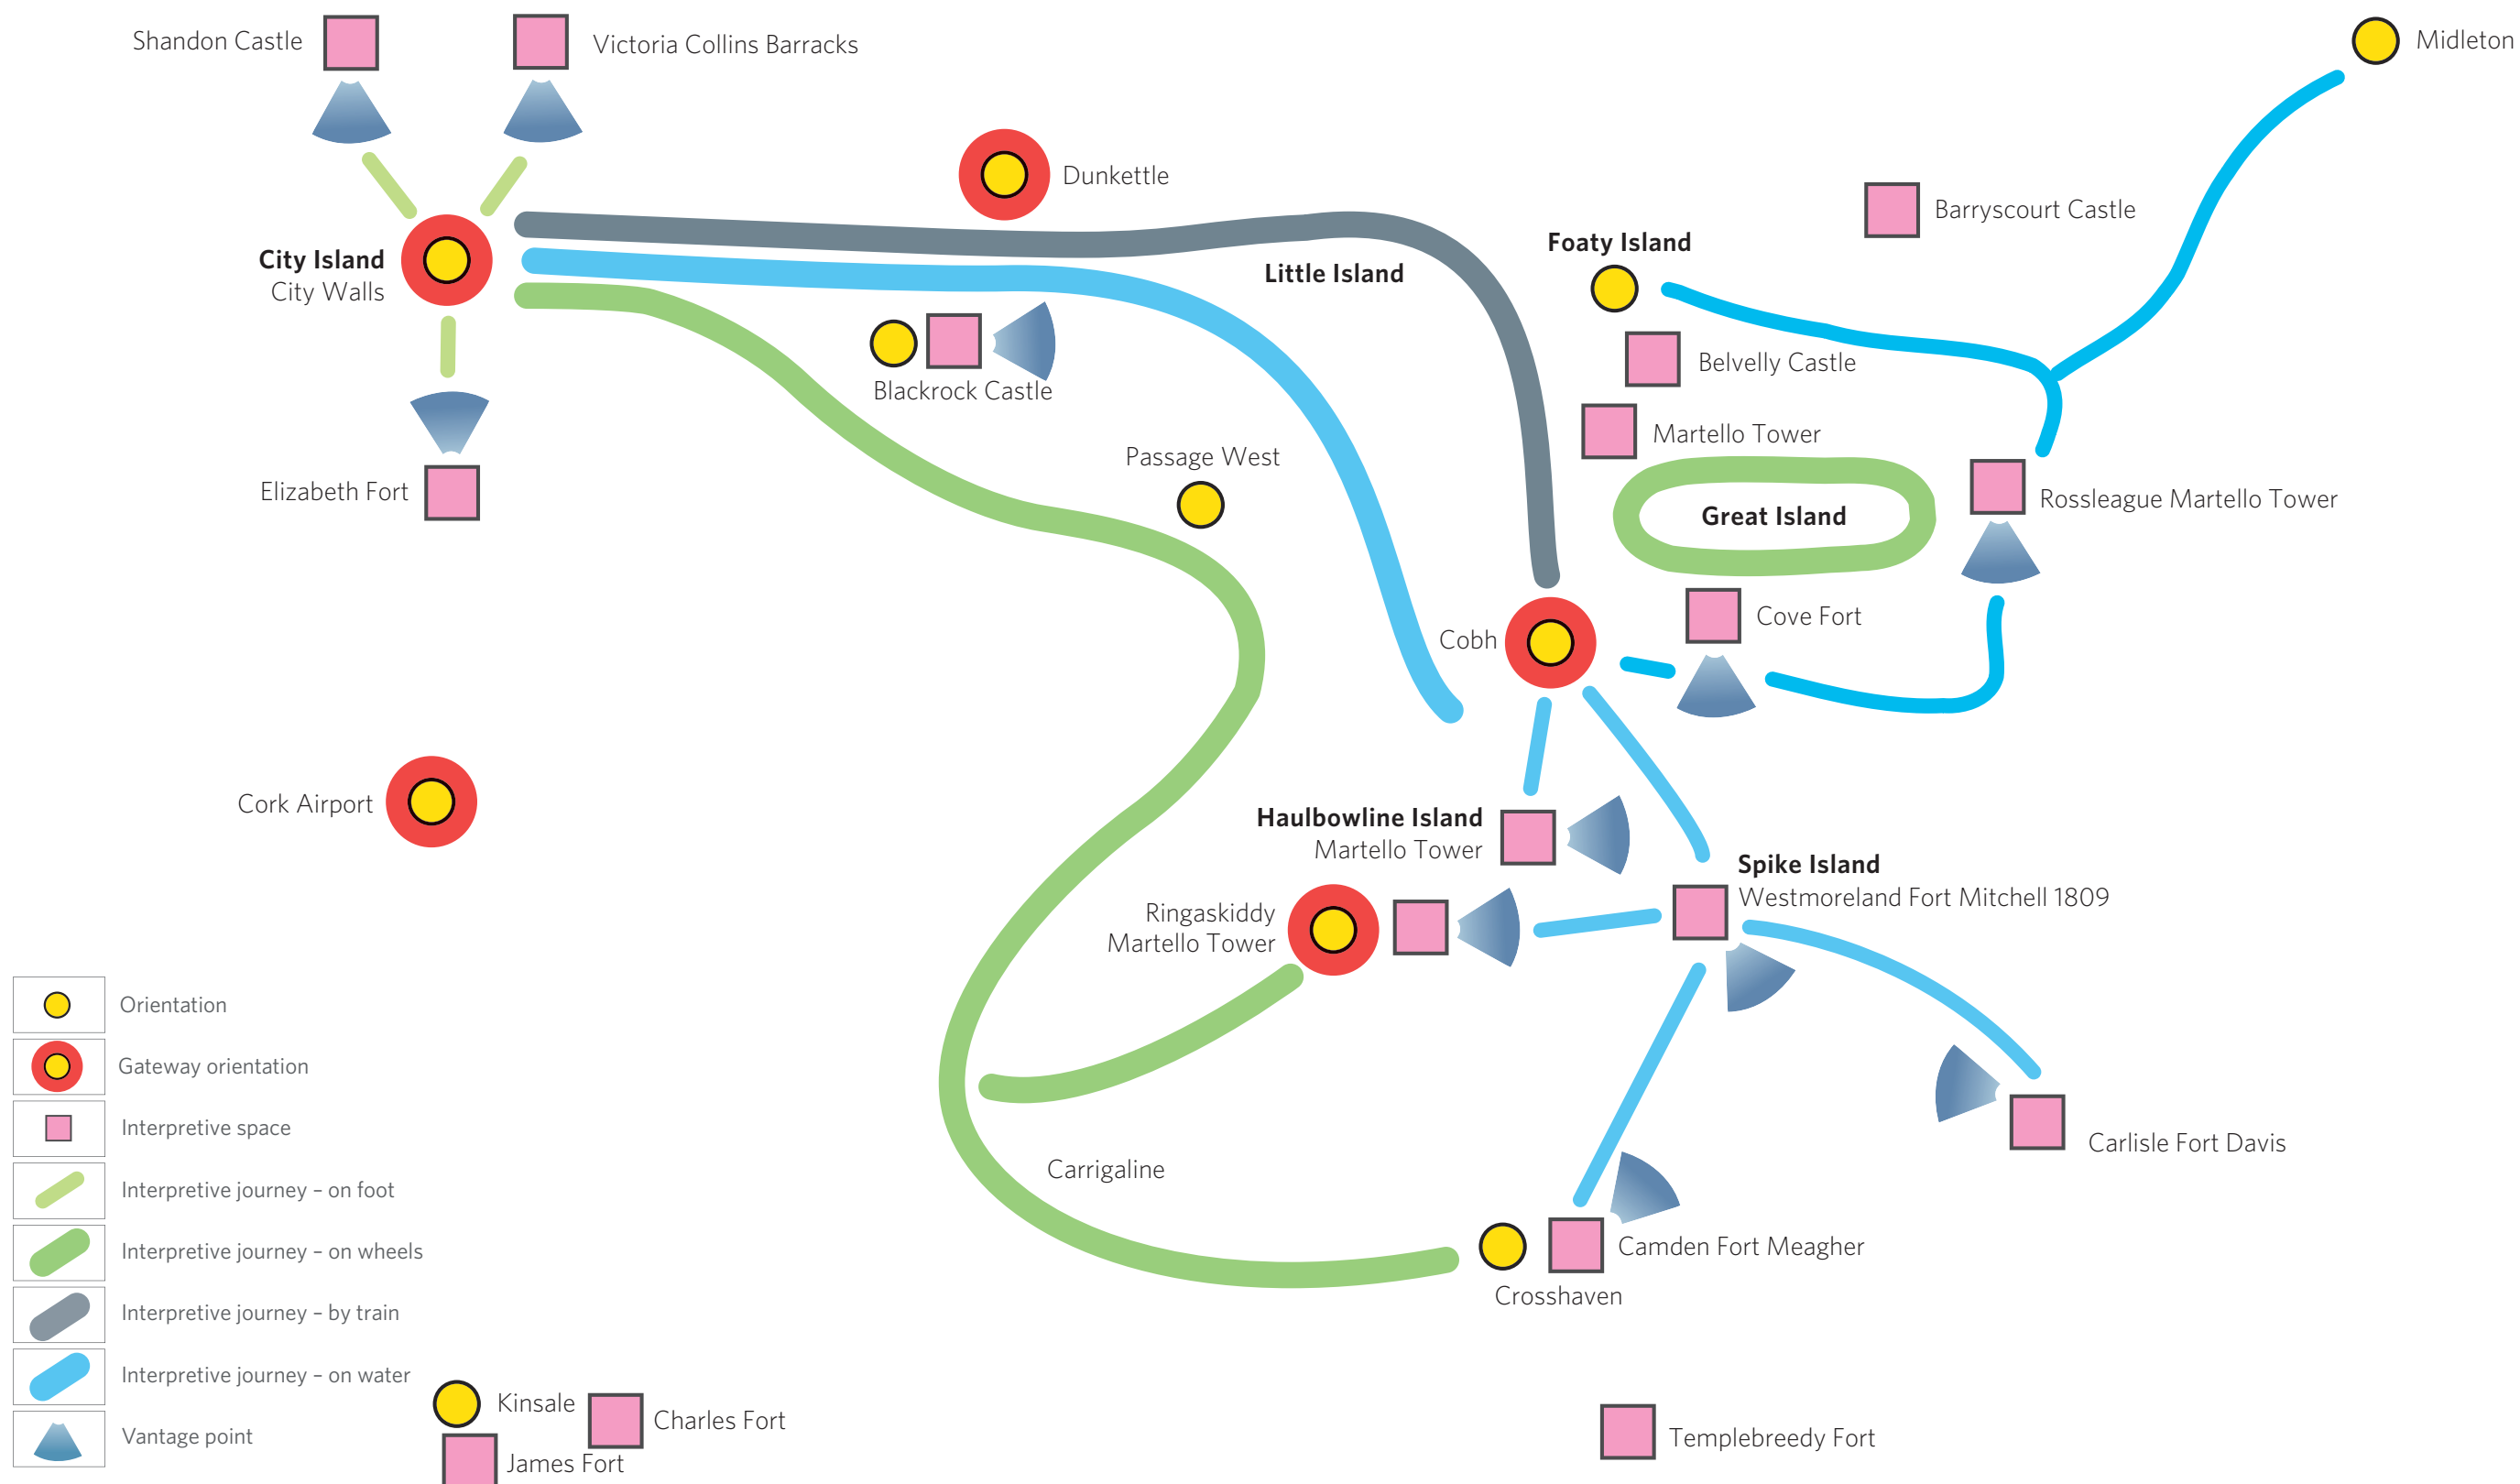 Shandon Castle
Victoria Collins Barracks
Midleton
Dunkettle
Barryscourt Castle
City Island
City Walls
Little Island
Foaty Island
Blackrock Castle
Belvelly Castle
Martello Tower
Passage West
Elizabeth Fort
Great Island
Rossleague Martello Tower
Cobh
Cove Fort
Cork Airport
Haulbowline Island
Martello Tower
Spike Island
Westmoreland Fort Mitchell 1809
Ringaskiddy
Martello Tower
Carlisle Fort Davis
Carrigaline
Camden Fort Meagher
Crosshaven
Orientation
Gateway orientation
Interpretive space
Interpretive journey – on foot
Interpretive journey – on wheels
Interpretive journey – by train
Interpretive journey – on water
Vantage point
Kinsale
Charles Fort
James Fort
Templebreedy Fort